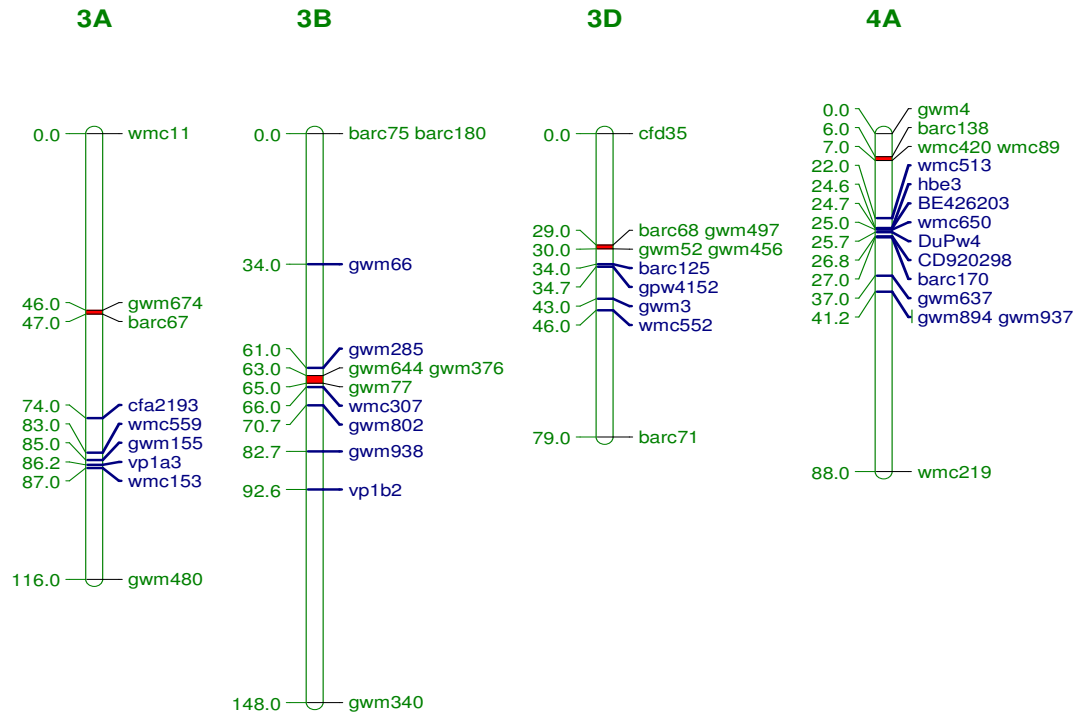 3A
0.0 wmc11
46.0 gwm674
47.0 barc67
74.0 cfa2193
83.0 wmc559
85.0 gwm155
86.2 vp1a3
87.0 wmc153
116.0 gwm480
3B
0.0 barc75 barc180
34.0 gwm66
61.0 gwm285
63.0 gwm644 gwm376
65.0 gwm77
66.0 wmc307
70.7 gwm802
82.7 gwm938
92.6 vp1b2
148.0 gwm340
3D
0.0 cfd35
29.0 barc68 gwm497
30.0 gwm52 gwm456
34.0 barc125
34.7 gpw4152
43.0 gwm3
46.0 wmc552
79.0 barc71
4A
0.0 gwm4
6.0 barc138
7.0 wmc420 wmc89
22.0 wmc513
24.6 hbe3
24.7 BE426203
25.0 wmc650
25.7 DuPw4
26.8 CD920298
27.0 barc170
37.0 gwm637
41.2 gwm894 gwm937
88.0 wmc219